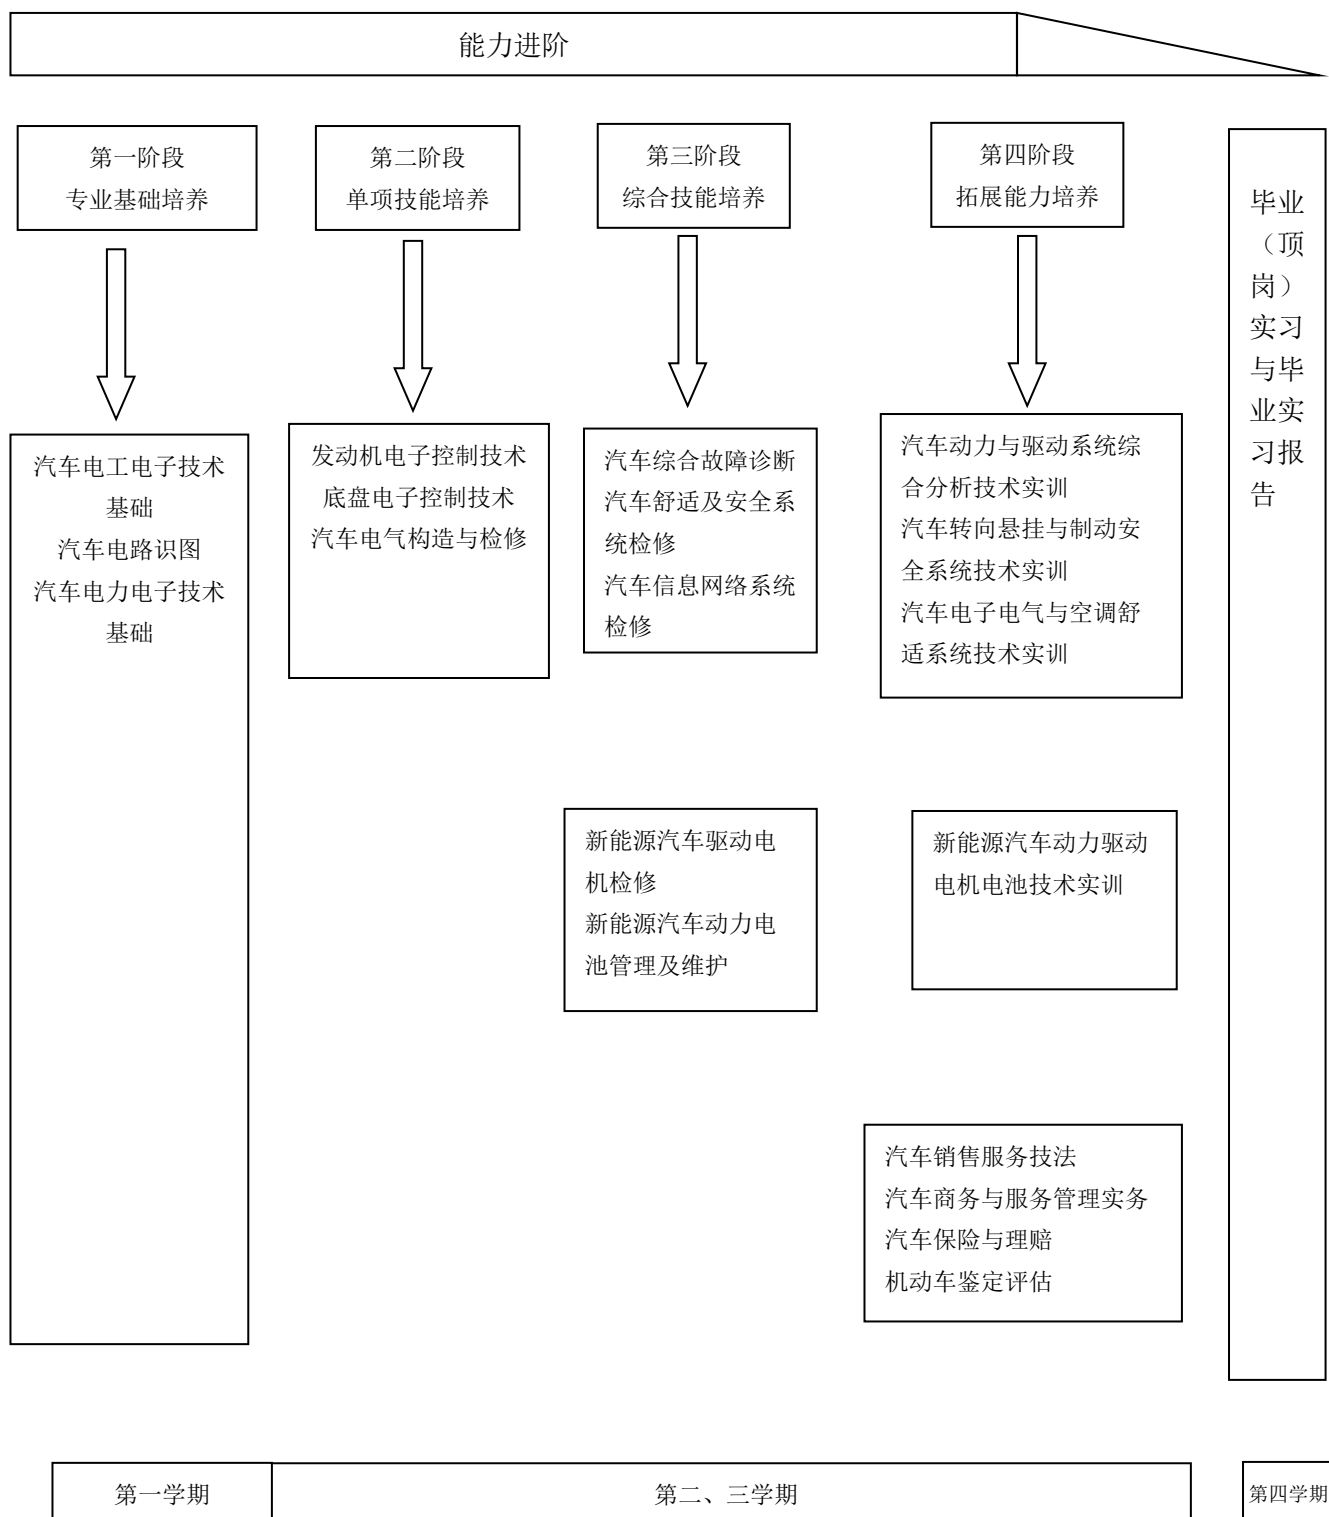 能力进阶
第一阶段
专业基础培养
第二阶段
单项技能培养
第三阶段
综合技能培养
第四阶段
拓展能力培养
毕业
（顶
岗）
实习
与毕
业实
习报
告
汽车电工电子技术
基础
汽车电路识图
汽车电力电子技术
基础
发动机电子控制技术
底盘电子控制技术
汽车电气构造与检修
汽车综合故障诊断
汽车舒适及安全系
统检修
汽车信息网络系统
检修
汽车动力与驱动系统综
合分析技术实训
汽车转向悬挂与制动安
全系统技术实训
汽车电子电气与空调舒
适系统技术实训
新能源汽车驱动电
机检修
新能源汽车动力电
池管理及维护
新能源汽车动力驱动
电机电池技术实训
汽车销售服务技法
汽车商务与服务管理实务
汽车保险与理赔
机动车鉴定评估
第一学期
第二、三学期
第四学期